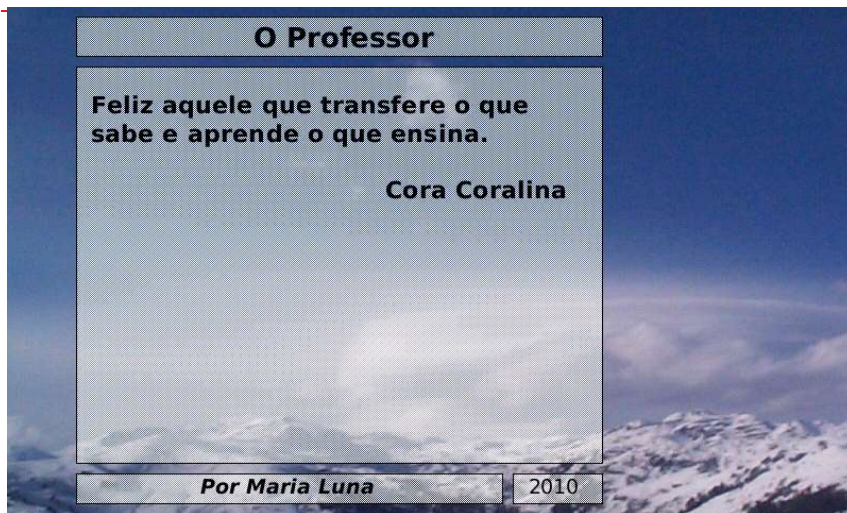 O Professor
Feliz aquele que transfere o que
sabe e aprende o que ensina.
Cora Coralina
Por Maria Luna
2010